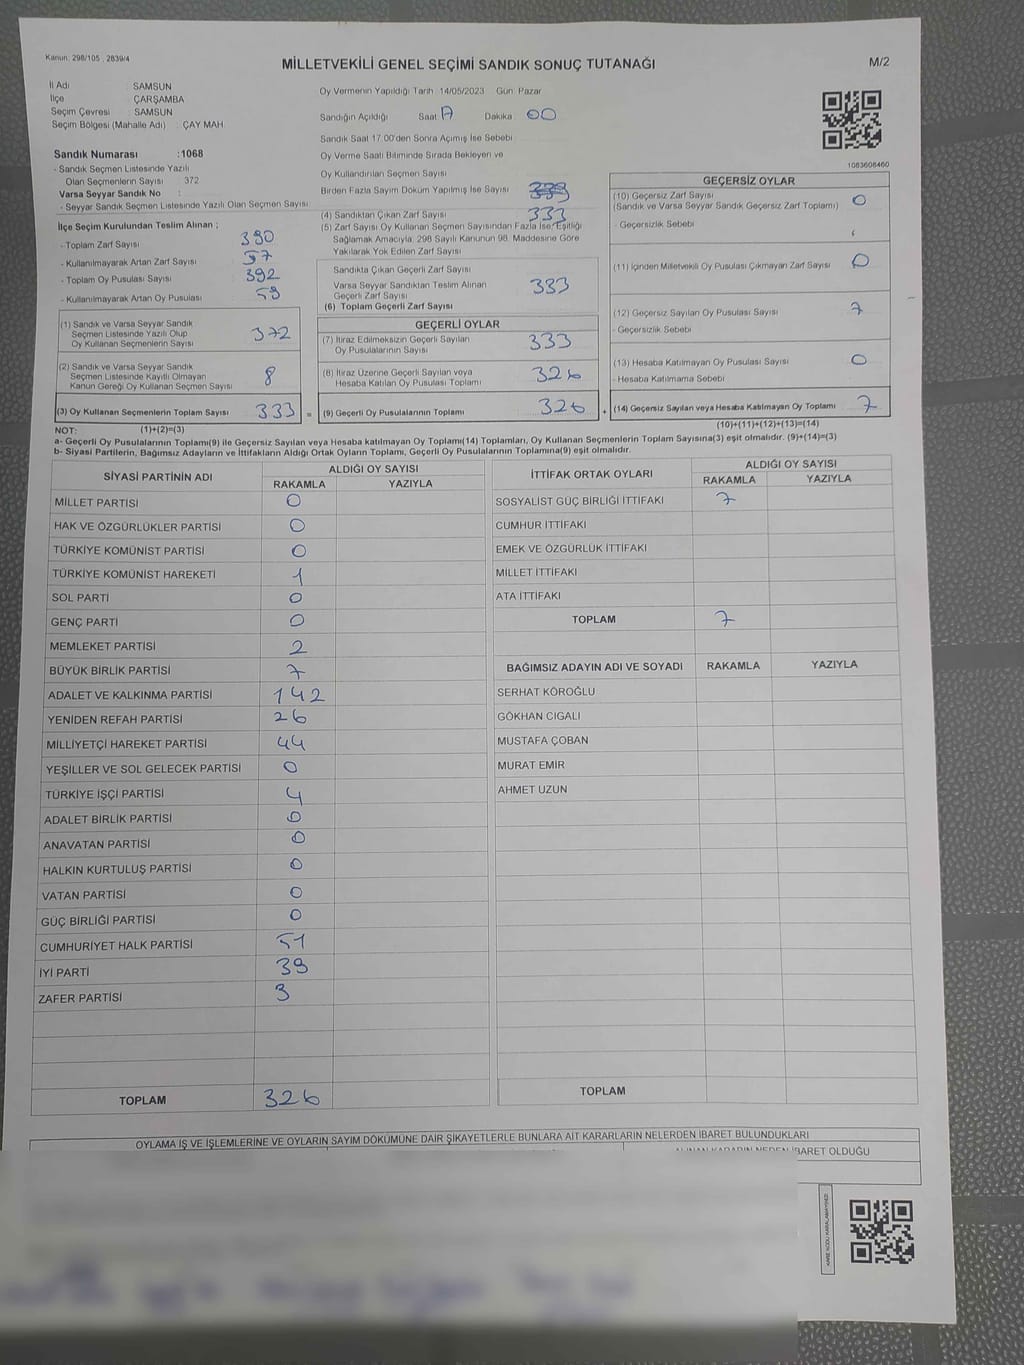 Kanun: 298/105 , 2839/4
MİLLETVEKİLİ GENEL SEÇİMİ SANDIK SONUÇ TUTANAĞI
M/2
İl Adı : SAMSUN
İlçe : ÇARŞAMBA
Seçim Çevresi : SAMSUN
Seçim Bölgesi (Mahalle Adı) : ÇAY MAH.
Sandık Numarası :1068
- Sandık Seçmen Listesinde Yazılı
Olan Seçmenlerin Sayısı : 372
Varsa Seyyar Sandık No :
- Seyyar Sandık Seçmen Listesinde Yazılı Olan Seçmen Sayısı
İlçe Seçim Kurulundan Teslim Alınan ;
- Toplam Zarf Sayısı 390
- Kullanılmayarak Artan Zarf Sayısı 57
- Toplam Oy Pusulası Sayısı 392
- Kullanılmayarak Artan Oy Pusulası 59
(1) Sandık ve Varsa Seyyar Sandık
Seçmen Listesinde Yazılı Olup
Oy Kullanan Seçmenlerin Sayısı 372
(2) Sandık ve Varsa Seyyar Sandık
Seçmen Listesinde Kayıtlı Olmayan
Kanun Gereği Oy Kullanan Seçmen Sayısı 8
(3) Oy Kullanan Seçmenlerin Toplam Sayısı 333 =
Oy Vermenin Yapıldığı Tarih :14/05/2023 Gün: Pazar
Sandığın Açıldığı Saat Dakika : 00
Sandık Saat 17.00'den Sonra Açılmış İse Sebebi :
Oy Verme Saati Bitiminde Sırada Bekleyen ve
Oy Kullandırılan Seçmen Sayısı
Birden Fazla Sayım Döküm Yapılmış İse Sayısı
(4) Sandıktan Çıkan Zarf Sayısı 333
(5) Zarf Sayısı Oy Kullanan Seçmen Sayısından Fazla İse, Eşitliği
Sağlamak Amacıyla; 298 Sayılı Kanunun 98. Maddesine Göre
Yakılarak Yok Edilen Zarf Sayısı
Sandıkta Çıkan Geçerli Zarf Sayısı
Varsa Seyyar Sandıktan Teslim Alınan
Geçerli Zarf Sayısı 333
(6) Toplam Geçerli Zarf Sayısı
GEÇERLİ OYLAR
(7) İtiraz Edilmeksizin Geçerli Sayılan
Oy Pusulalarının Sayısı 333
(8) İtiraz Üzerine Geçerli Sayılan veya
Hesaba Katılan Oy Pusulası Toplamı 326
(9) Geçerli Oy Pusulalarının Toplamı 326 +
1063608460
GEÇERSİZ OYLAR
(10) Geçersiz Zarf Sayısı 0
(Sandık ve Varsa Seyyar Sandık Geçersiz Zarf Toplamı)
- Geçersizlik Sebebi
(11) İçinden Milletvekili Oy Pusulası Çıkmayan Zarf Sayısı 0
(12) Geçersiz Sayılan Oy Pusulası Sayısı 7
- Geçersizlik Sebebi
(13) Hesaba Katılmayan Oy Pusulası Sayısı 0
- Hesaba Katılmama Sebebi
(14) Geçersiz Sayılan veya Hesaba Katılmayan Oy Toplamı 7
(10)+(11)+(12)+(13)=(14)
NOT: (1)+(2)=(3)
a- Geçerli Oy Pusulalarının Toplamı(9) ile Geçersiz Sayılan veya Hesaba katılmayan Oy Toplamı(14) Toplamları, Oy Kullanan Seçmenlerin Toplam Sayısına(3) eşit olmalıdır. (9)+(14)=(3)
b- Siyasi Partilerin, Bağımsız Adayların ve İttifakların Aldığı Ortak Oyların Toplamı, Geçerli Oy Pusulalarının Toplamına(9) eşit olmalıdır.
SİYASİ PARTİNİN ADI ALDIĞI OY SAYISI
RAKAMLA YAZIYLA
MİLLET PARTİSİ 0
HAK VE ÖZGÜRLÜKLER PARTİSİ 0
TÜRKİYE KOMÜNİST PARTİSİ 0
TÜRKİYE KOMÜNİST HAREKETİ 1
SOL PARTİ 0
GENÇ PARTİ 0
MEMLEKET PARTİSİ 2
BÜYÜK BİRLİK PARTİSİ 7
ADALET VE KALKINMA PARTİSİ 142
YENİDEN REFAH PARTİSİ 26
MİLLİYETÇİ HAREKET PARTİSİ 44
YEŞİLLER VE SOL GELECEK PARTİSİ 0
TÜRKİYE İŞÇİ PARTİSİ 4
ADALET BİRLİK PARTİSİ 0
ANAVATAN PARTİSİ 0
HALKIN KURTULUŞ PARTİSİ 0
VATAN PARTİSİ 0
GÜÇ BİRLİĞİ PARTİSİ 0
CUMHURİYET HALK PARTİSİ 51
İYİ PARTİ 39
ZAFER PARTİSİ 3
TOPLAM 326
İTTİFAK ORTAK OYLARI ALDIĞI OY SAYISI
RAKAMLA YAZIYLA
SOSYALİST GÜÇ BİRLİĞİ İTTİFAKI 7
CUMHUR İTTİFAKI
EMEK VE ÖZGÜRLÜK İTTİFAKI
MİLLET İTTİFAKI
ATA İTTİFAKI
TOPLAM 7
BAĞIMSIZ ADAYIN ADI VE SOYADI RAKAMLA YAZIYLA
SERHAT KÖROĞLU
GÖKHAN CIGALI
MUSTAFA ÇOBAN
MURAT EMİR
AHMET UZUN
TOPLAM
OYLAMA İŞ VE İŞLEMLERİNE VE OYLARIN SAYIM DÖKÜMÜNE DAİR ŞİKAYETLERLE BUNLARA AİT KARARLARIN NELERDEN İBARET BULUNDUKLARI
ALINAN KARARIN NEDEN İBARET OLDUĞU
KARE KODU KARALAMAYINIZ!